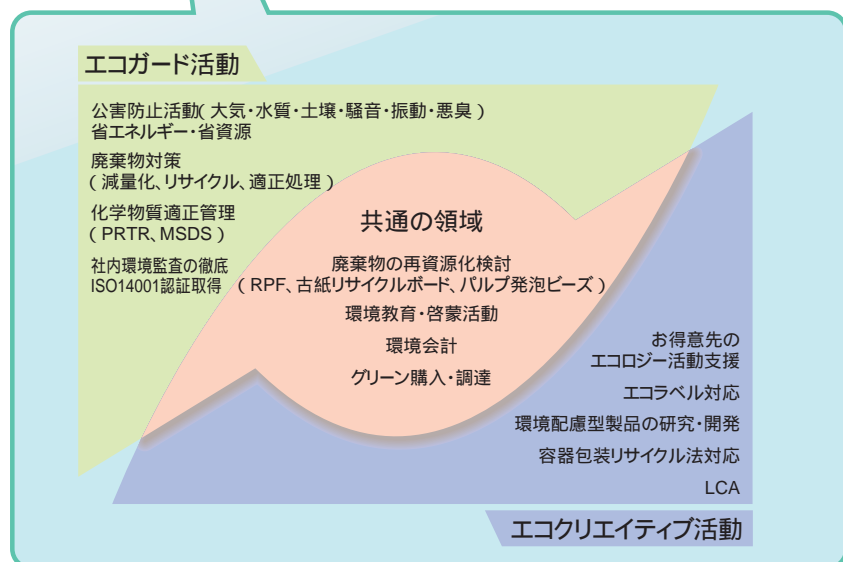 エコガード活動
公害防止活動(大気・水質・土壌・騒音・振動・悪臭)
省エネルギー・省資源
廃棄物対策
(減量化、リサイクル、適正処理)
化学物質適正管理
(PRTR、MSDS)
社内環境監査の徹底
ISO14001認証取得
共通の領域
廃棄物の再資源化検討
(RPF、古紙リサイクルボード、パルプ発泡ビーズ)
環境教育・啓蒙活動
環境会計
グリーン購入・調達
お得意先の
エコロジー活動支援
エコラベル対応
環境配慮型製品の研究・開発
容器包装リサイクル法対応
LCA
エコクリエイティブ活動